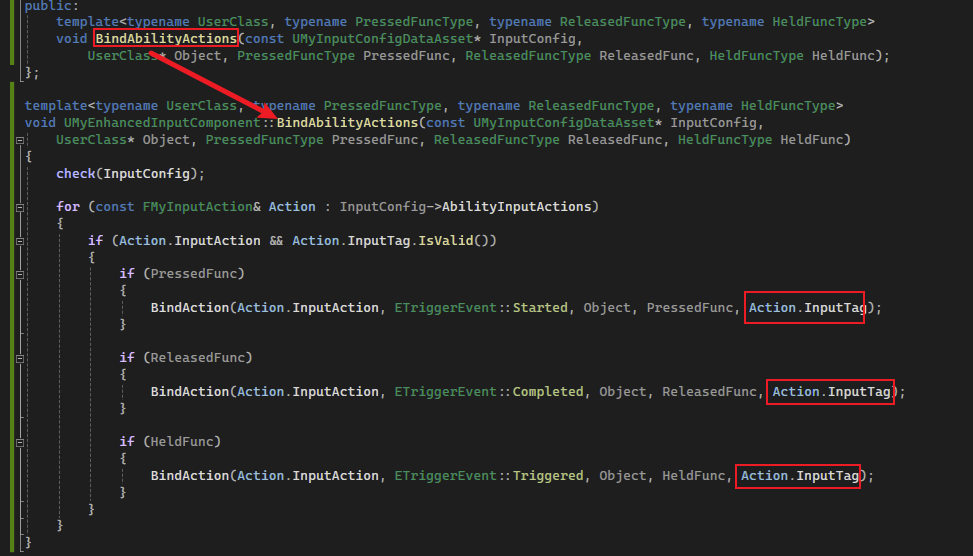 public:
    template<typename UserClass, typename PressedFuncType, typename ReleasedFuncType, typename HeldFuncType>
    void BindAbilityActions(const UMyInputConfigDataAsset* InputConfig,
        UserClass* Object, PressedFuncType PressedFunc, ReleasedFuncType ReleasedFunc, HeldFuncType HeldFunc);
};
template<typename UserClass, typename PressedFuncType, typename ReleasedFuncType, typename HeldFuncType>
void UMyEnhancedInputComponent::BindAbilityActions(const UMyInputConfigDataAsset* InputConfig,
    UserClass* Object, PressedFuncType PressedFunc, ReleasedFuncType ReleasedFunc, HeldFuncType HeldFunc)
{
    check(InputConfig);
    for (const FMyInputAction& Action : InputConfig->AbilityInputActions)
    {
        if (Action.InputAction && Action.InputTag.IsValid())
        {
            if (PressedFunc)
            {
                BindAction(Action.InputAction, ETriggerEvent::Started, Object, PressedFunc, Action.InputTag);
            }
            if (ReleasedFunc)
            {
                BindAction(Action.InputAction, ETriggerEvent::Completed, Object, ReleasedFunc, Action.InputTag);
            }
            if (HeldFunc)
            {
                BindAction(Action.InputAction, ETriggerEvent::Triggered, Object, HeldFunc, Action.InputTag);
            }
        }
    }
}